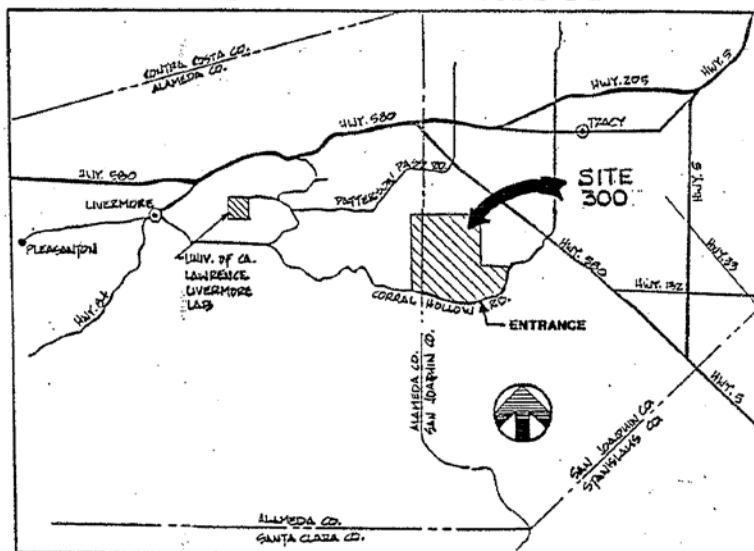 CONTRA COSTA CO.
ALAMEDA CO.
HWY. 5
HWY. 205
HWY. 580
TRACY
HWY. 580
PATTERSON PASS RD.
SITE
300
HWY. 5
LIVERMORE
PLEASANTON
UNIV. OF CA.
LAWRENCE
LIVERMORE
LAB
HWY. 84
HWY. 580
HWY. 33
HWY. 132
CORRAL HOLLOW RD.
ENTRANCE
ALAMEDA CO.
SAN JOAPHIN CO.
HWY. 5
SAN JOAPHIN CO.
STANISLAUS CO.
ALAMEDA CO.
SANTA CLARA CO.